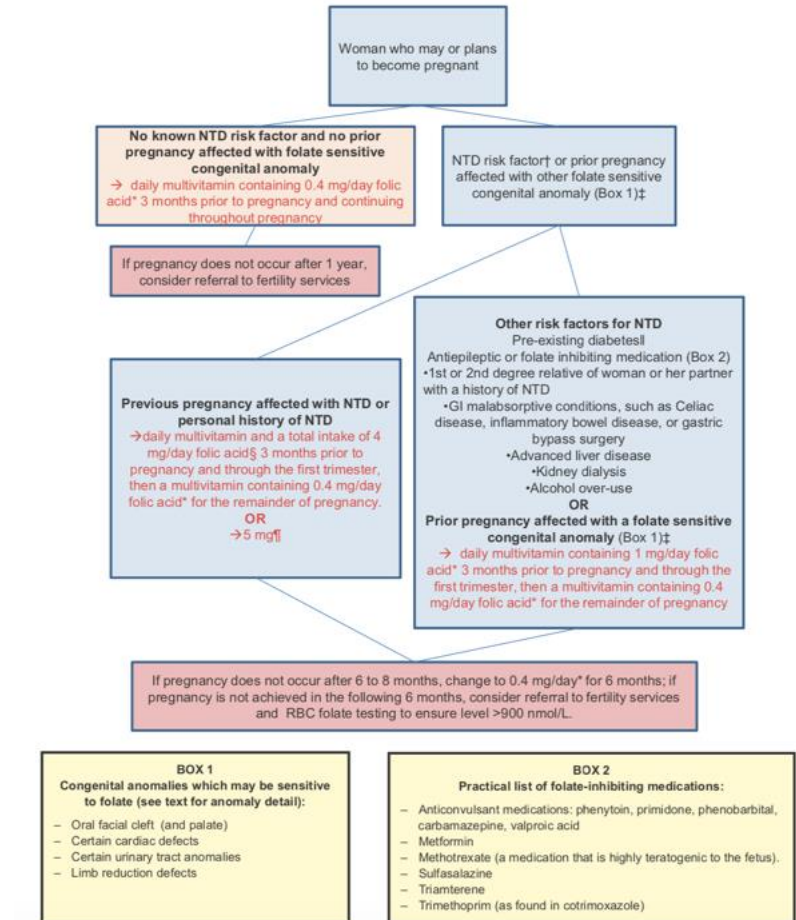 Woman who may or plans
to become pregnant
No known NTD risk factor and no prior
pregnancy affected with folate sensitive
congenital anomaly
→ daily multivitamin containing 0.4 mg/day folic
acid* 3 months prior to pregnancy and continuing
throughout pregnancy
NTD risk factor† or prior pregnancy
affected with other folate sensitive
congenital anomaly (Box 1)‡
If pregnancy does not occur after 1 year,
consider referral to fertility services
Previous pregnancy affected with NTD or
personal history of NTD
→daily multivitamin and a total intake of 4
mg/day folic acid§ 3 months prior to
pregnancy and through the first trimester,
then a multivitamin containing 0.4 mg/day
folic acid* for the remainder of pregnancy.
OR
→5 mg¶
Other risk factors for NTD
Pre-existing diabetes‖
Antiepileptic or folate inhibiting medication (Box 2)
•1st or 2nd degree relative of woman or her partner
with a history of NTD
•GI malabsorptive conditions, such as Celiac
disease, inflammatory bowel disease, or gastric
bypass surgery
•Advanced liver disease
•Kidney dialysis
•Alcohol over-use
OR
Prior pregnancy affected with a folate sensitive
congenital anomaly (Box 1)‡
→ daily multivitamin containing 1 mg/day folic
acid* 3 months prior to pregnancy and through the
first trimester, then a multivitamin containing 0.4
mg/day folic acid* for the remainder of pregnancy
If pregnancy does not occur after 6 to 8 months, change to 0.4 mg/day* for 6 months; if
pregnancy is not achieved in the following 6 months, consider referral to fertility services
and RBC folate testing to ensure level >900 nmol/L.
BOX 1
Congenital anomalies which may be sensitive
to folate (see text for anomaly detail):
– Oral facial cleft (and palate)
– Certain cardiac defects
– Certain urinary tract anomalies
– Limb reduction defects
BOX 2
Practical list of folate-inhibiting medications:
– Anticonvulsant medications: phenytoin, primidone, phenobarbital,
carbamazepine, valproic acid
– Metformin
– Methotrexate (a medication that is highly teratogenic to the fetus).
– Sulfasalazine
– Triamterene
– Trimethoprim (as found in cotrimoxazole)